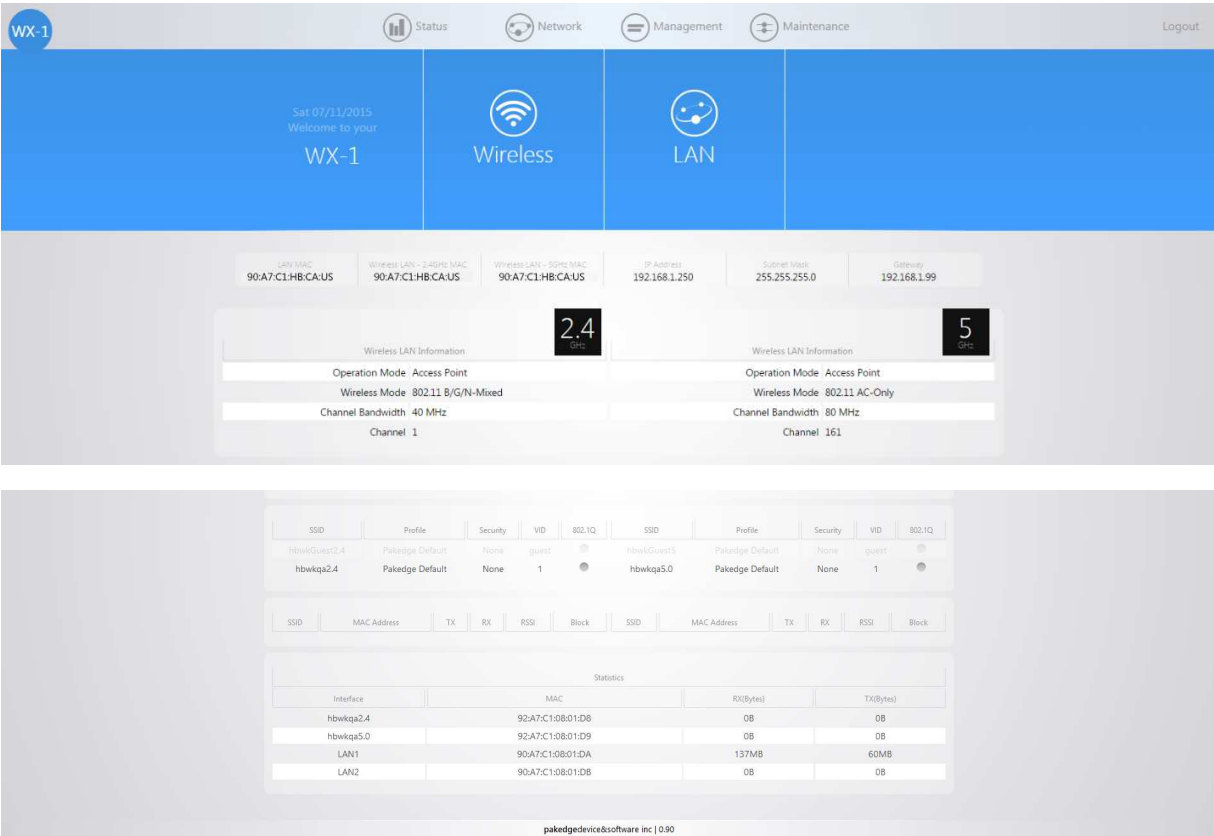 WX-1 Status Network Management Maintenance Logout
Sat 07/11/2015
Welcome to your
WX-1
Wireless
LAN
LAN MAC Wireless LAN - 2.4GHz MAC Wireless LAN - 5GHz MAC IP Address Subnet Mask Gateway
90:A7:C1:HB:CA:US 90:A7:C1:HB:CA:US 90:A7:C1:HB:CA:US 192.168.1.250 255.255.255.0 192.168.1.99
2.4 GHz 5 GHz
Wireless LAN Information Wireless LAN Information
Operation Mode Access Point Operation Mode Access Point
Wireless Mode 802.11 B/G/N-Mixed Wireless Mode 802.11 AC-Only
Channel Bandwidth 40 MHz Channel Bandwidth 80 MHz
Channel 1 Channel 161
SSID Profile Security VID 802.1Q SSID Profile Security VID 802.1Q
hbwkGuest2.4 Pakedge Default None guest hbwkGuest5 Pakedge Default None guest
hbwkqa2.4 Pakedge Default None 1 hbwkqa5.0 Pakedge Default None 1
SSID MAC Address TX RX RSSI Block SSID MAC Address TX RX RSSI Block
Statistics
Interface MAC RX(Bytes) TX(Bytes)
hbwkqa2.4 92:A7:C1:08:01:D8 0B 0B
hbwkqa5.0 92:A7:C1:08:01:D9 0B 0B
LAN1 90:A7:C1:08:01:DA 137MB 60MB
LAN2 90:A7:C1:08:01:DB 0B 0B
pakedgedevice&software inc | 0.90